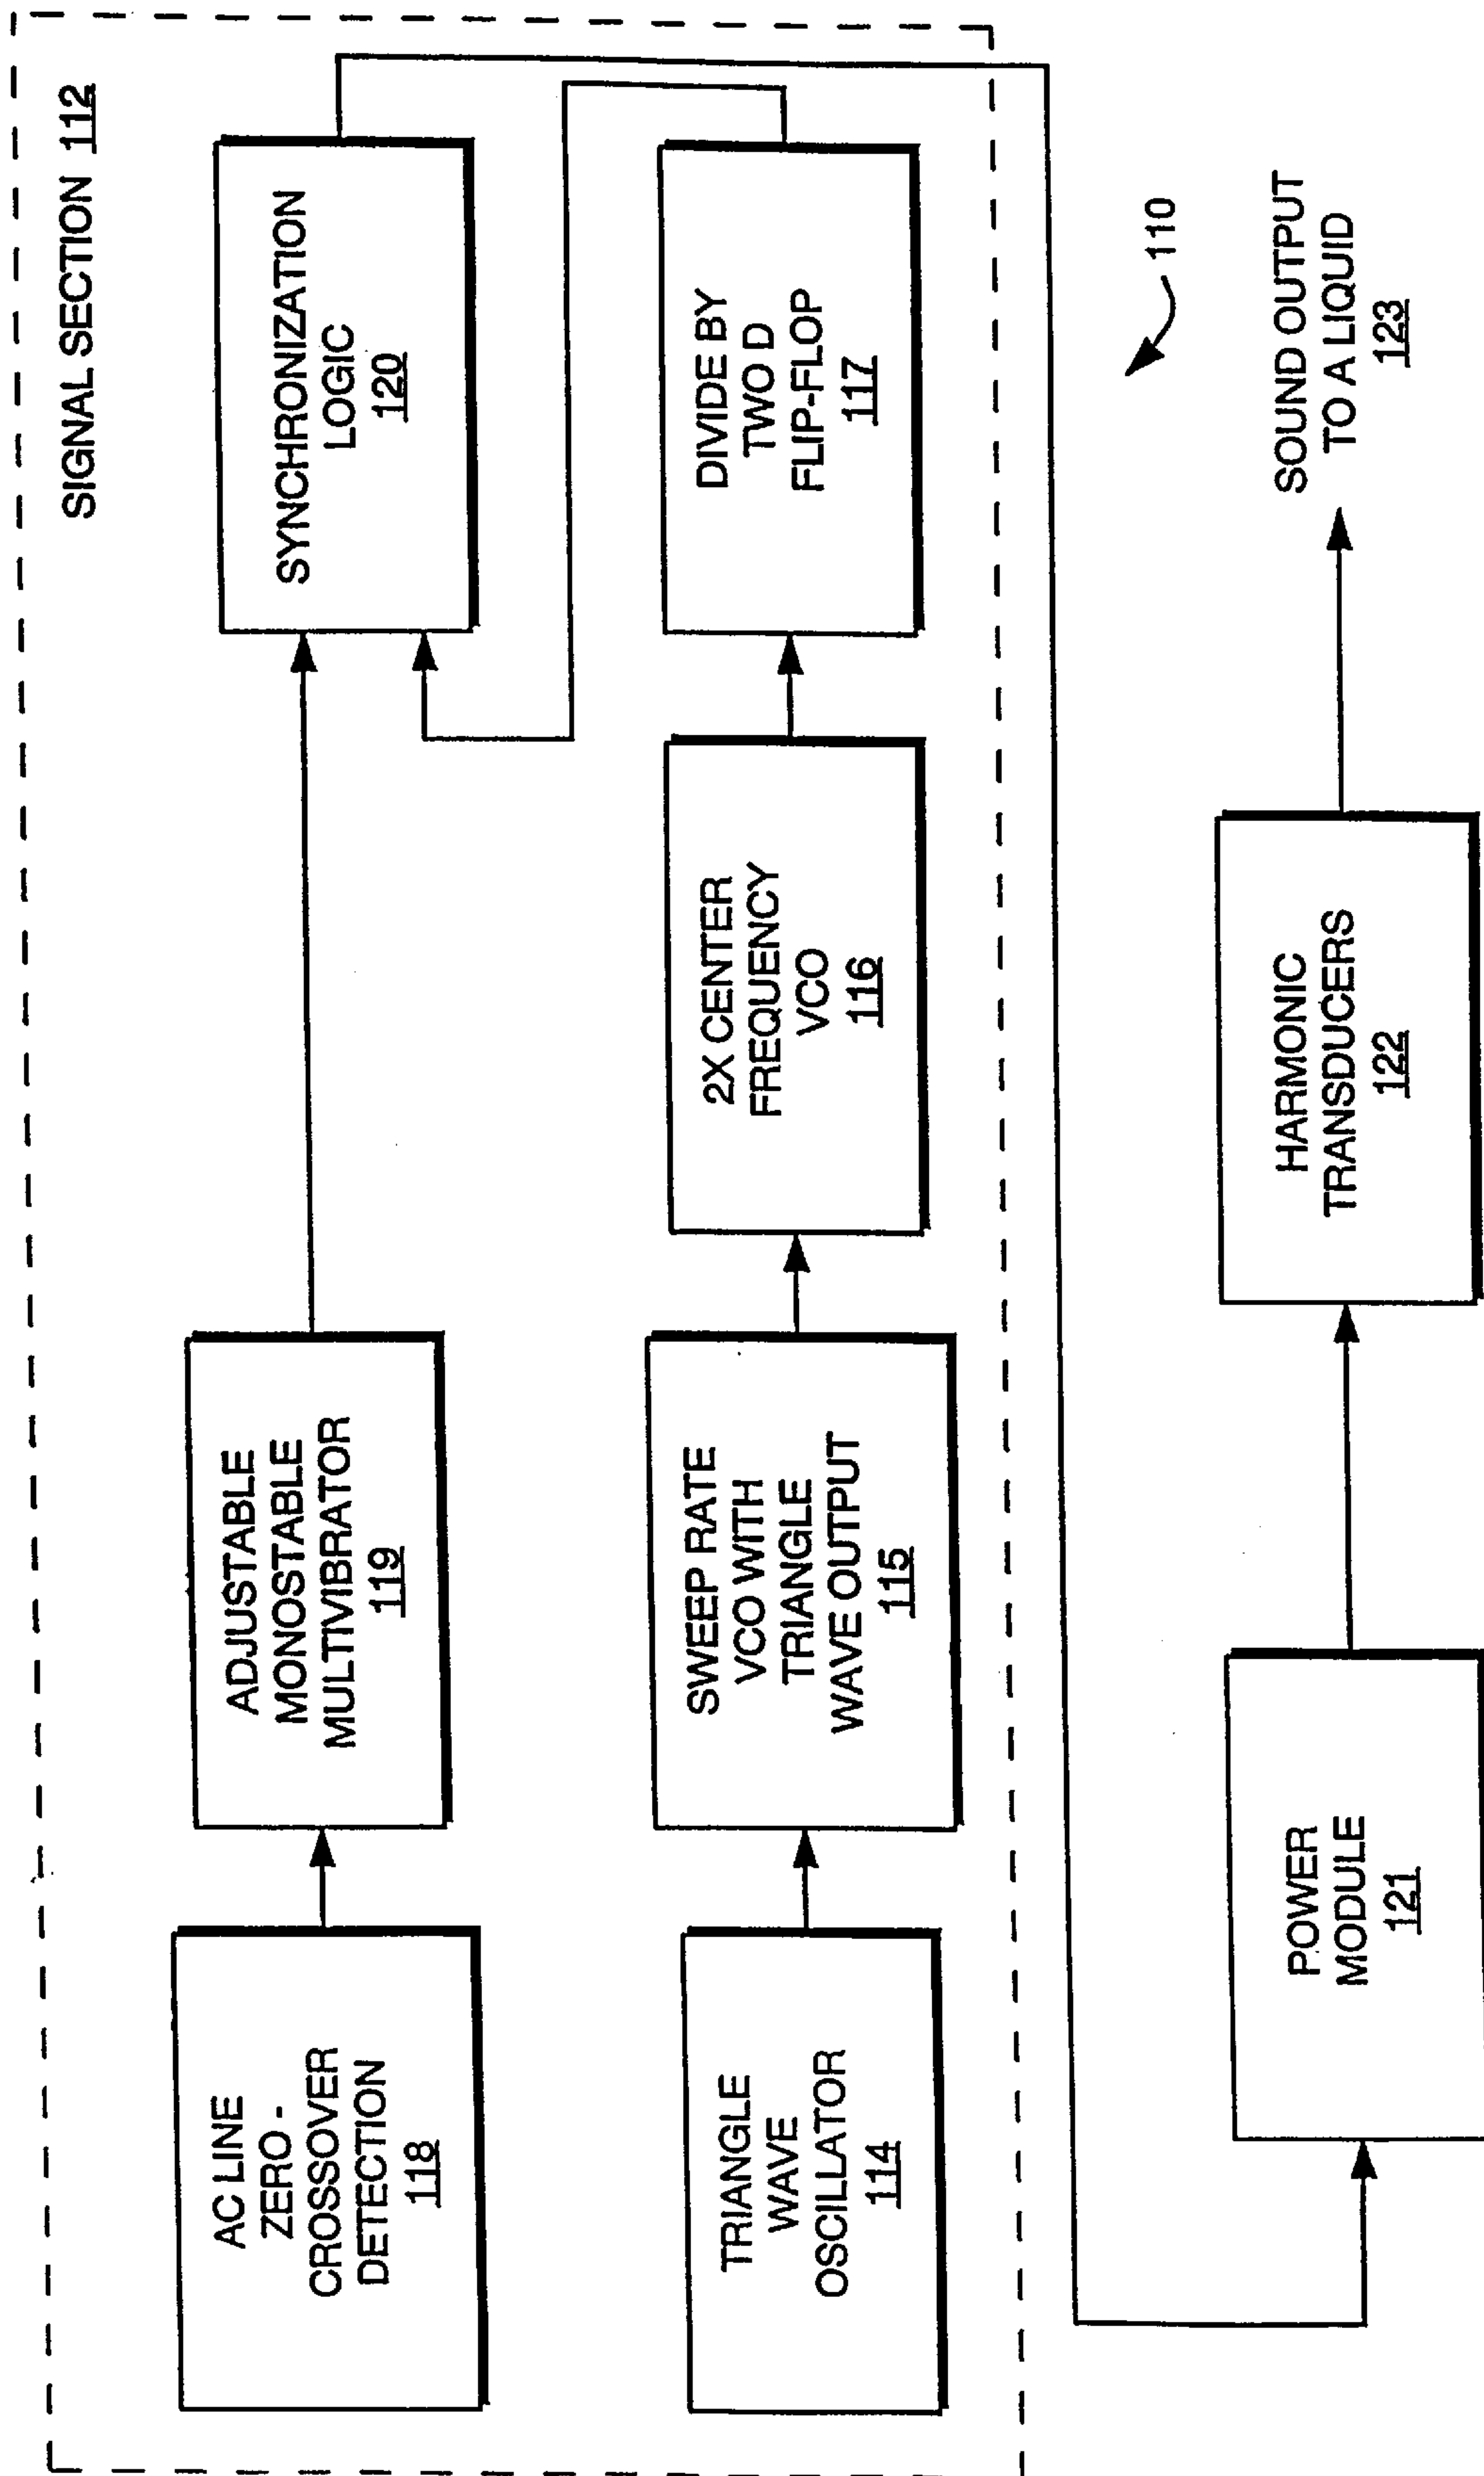 SIGNAL SECTION 112
AC LINE
ZERO -
CROSSOVER
DETECTION
118
ADJUSTABLE
MONOSTABLE
MULTIVIBRATOR
119
SYNCHRONIZATION
LOGIC
120
TRIANGLE
WAVE
OSCILLATOR
114
SWEEP RATE
VCO WITH
TRIANGLE
WAVE OUTPUT
115
2X CENTER
FREQUENCY
VCO
116
DIVIDE BY
TWO D
FLIP-FLOP
117
110
POWER
MODULE
121
HARMONIC
TRANSDUCERS
122
SOUND OUTPUT
TO A LIQUID
123